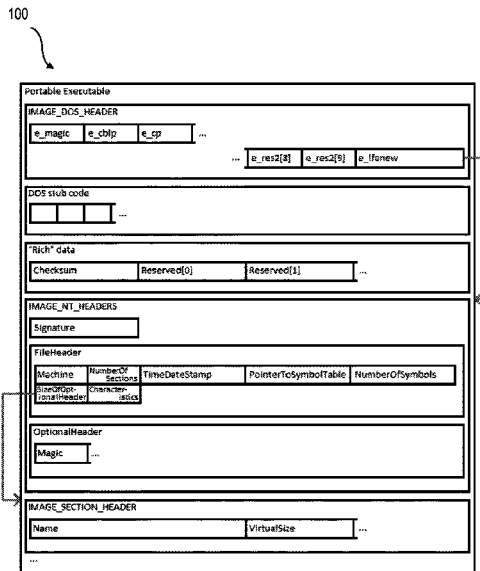 100
Portable Executable
IMAGE_DOS_HEADER
e_magic e_cblp e_cp ...
... e_res2[8] e_res2[9] e_lfanew
DOS stub code
...
"Rich" data
Checksum Reserved[0] Reserved[1] ...
IMAGE_NT_HEADERS
Signature
FileHeader
Machine NumberOf Sections TimeDateStamp PointerToSymbolTable NumberOfSymbols
SizeOfOpt-ionalHeader Character-istics
OptionalHeader
Magic ...
IMAGE_SECTION_HEADER
Name VirtualSize ...
...